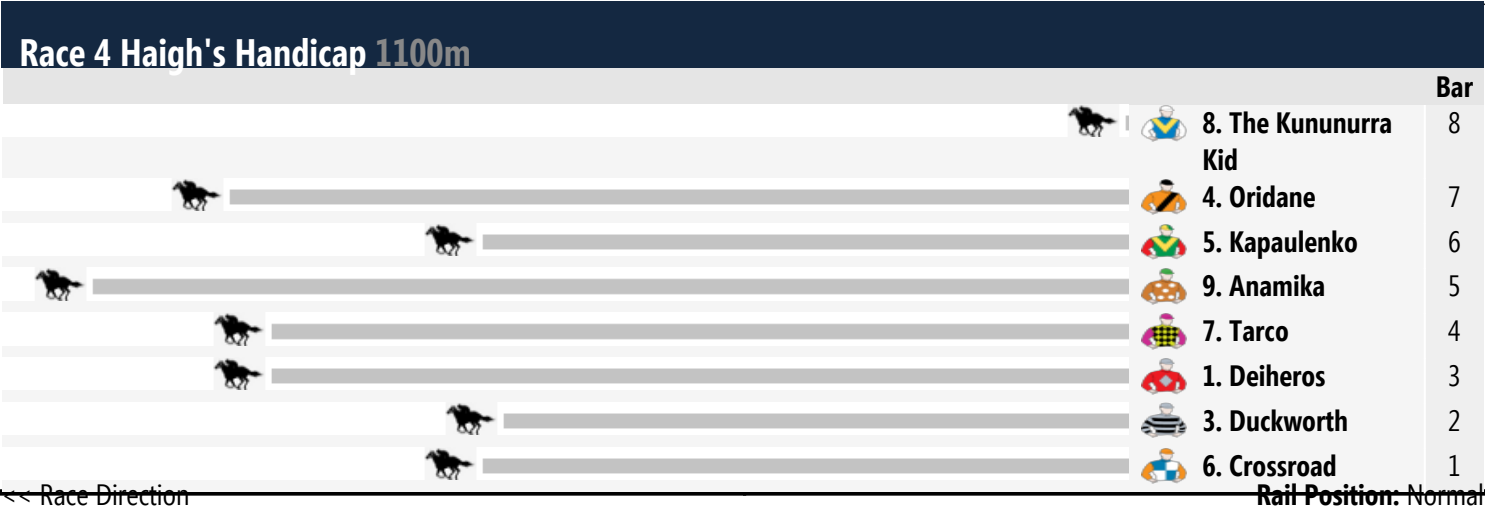 Race 4 Haigh's Handicap 1100m
Bar
8. The Kununurra 8
Kid
4. Oridane 7
5. Kapaulenko 6
9. Anamika 5
7. Tarco 4
1. Deiheros 3
3. Duckworth 2
6. Crossroad 1
<< Race Direction Rail Position: Normal